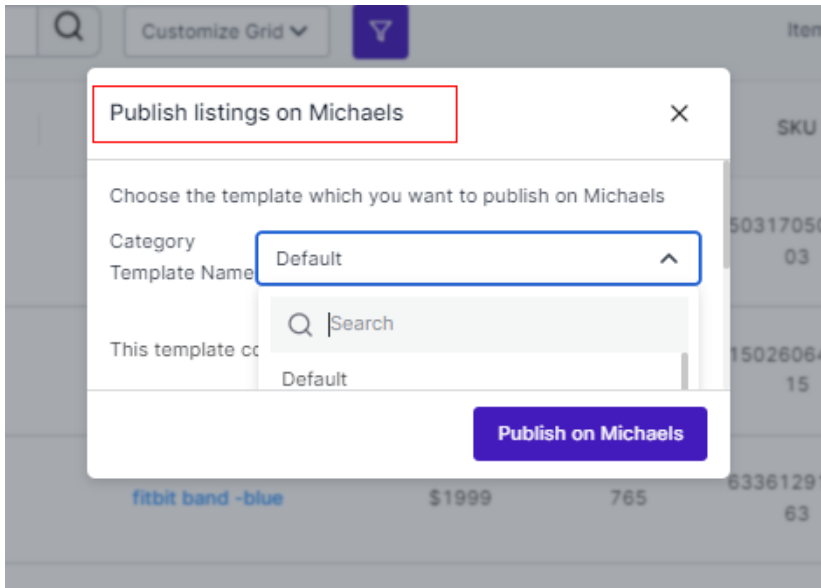 Customize Grid
Item
Publish listings on Michaels
SKU
Choose the template which you want to publish on Michaels
Category
Template Name
Default
50317050
03
Search
This template co
Default
15026064
15
Publish on Michaels
fitbit band -blue
$1999
765
63361291
63